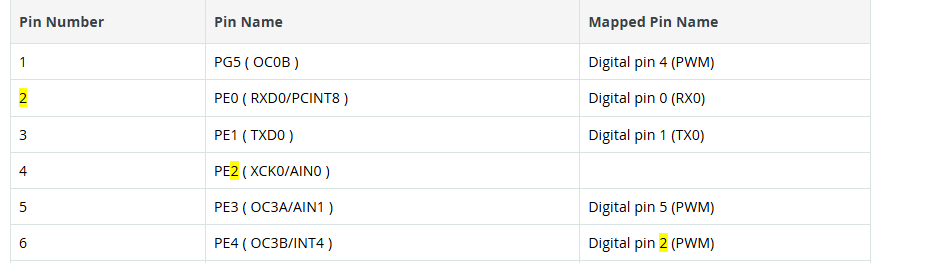 Pin Number Pin Name Mapped Pin Name
1 PG5 ( OC0B ) Digital pin 4 (PWM)
2 PE0 ( RXD0/PCINT8 ) Digital pin 0 (RX0)
3 PE1 ( TXD0 ) Digital pin 1 (TX0)
4 PE2 ( XCK0/AIN0 )
5 PE3 ( OC3A/AIN1 ) Digital pin 5 (PWM)
6 PE4 ( OC3B/INT4 ) Digital pin 2 (PWM)